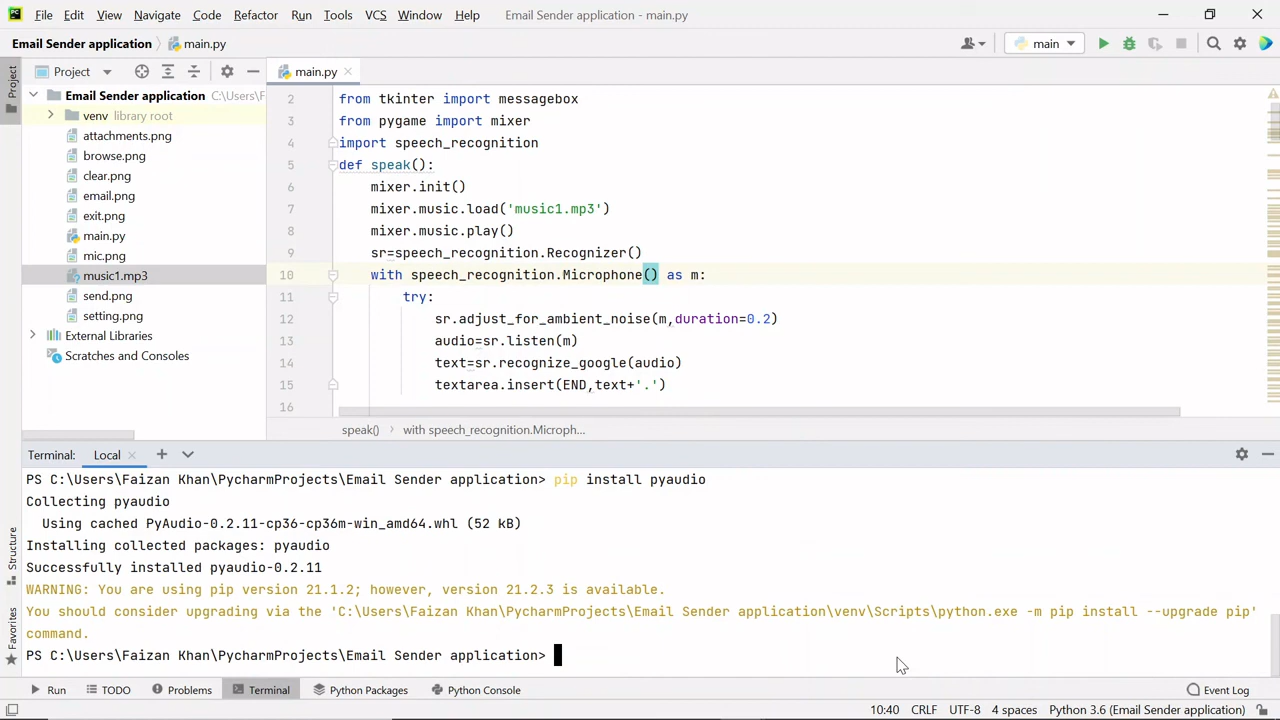 PC File Edit View Navigate Code Refactor Run Tools VCS Window Help Email Sender application - main.py
Email Sender application main.py main
Project Project main.py
Email Sender application C:\Users\F
venv library root
attachments.png
browse.png
clear.png
email.png
exit.png
main.py
mic.png
music1.mp3
send.png
setting.png
External Libraries
Scratches and Consoles
2 from tkinter import messagebox
3 from pygame import mixer
4 import speech_recognition
5 def speak():
6 mixer.init()
7 mixer.music.load('music1.mp3')
8 mixer.music.play()
9 sr=speech_recognition.Recognizer()
10 with speech_recognition.Microphone() as m:
11 try:
12 sr.adjust_for_ambient_noise(m,duration=0.2)
13 audio=sr.listen(m)
14 text=sr.recognize_google(audio)
15 textarea.insert(END,text+'.')
16
speak() with speech_recognition.Microph...
Terminal: Local
PS C:\Users\Faizan Khan\PycharmProjects\Email Sender application> pip install pyaudio
Collecting pyaudio
Using cached PyAudio-0.2.11-cp36-cp36m-win_amd64.whl (52 kB)
Installing collected packages: pyaudio
Successfully installed pyaudio-0.2.11
WARNING: You are using pip version 21.1.2; however, version 21.2.3 is available.
You should consider upgrading via the 'C:\Users\Faizan Khan\PycharmProjects\Email Sender application\venv\Scripts\python.exe -m pip install --upgrade pip'
command.
PS C:\Users\Faizan Khan\PycharmProjects\Email Sender application>
Structure
Favorites
Run TODO Problems Terminal Python Packages Python Console Event Log
10:40 CRLF UTF-8 4 spaces Python 3.6 (Email Sender application)